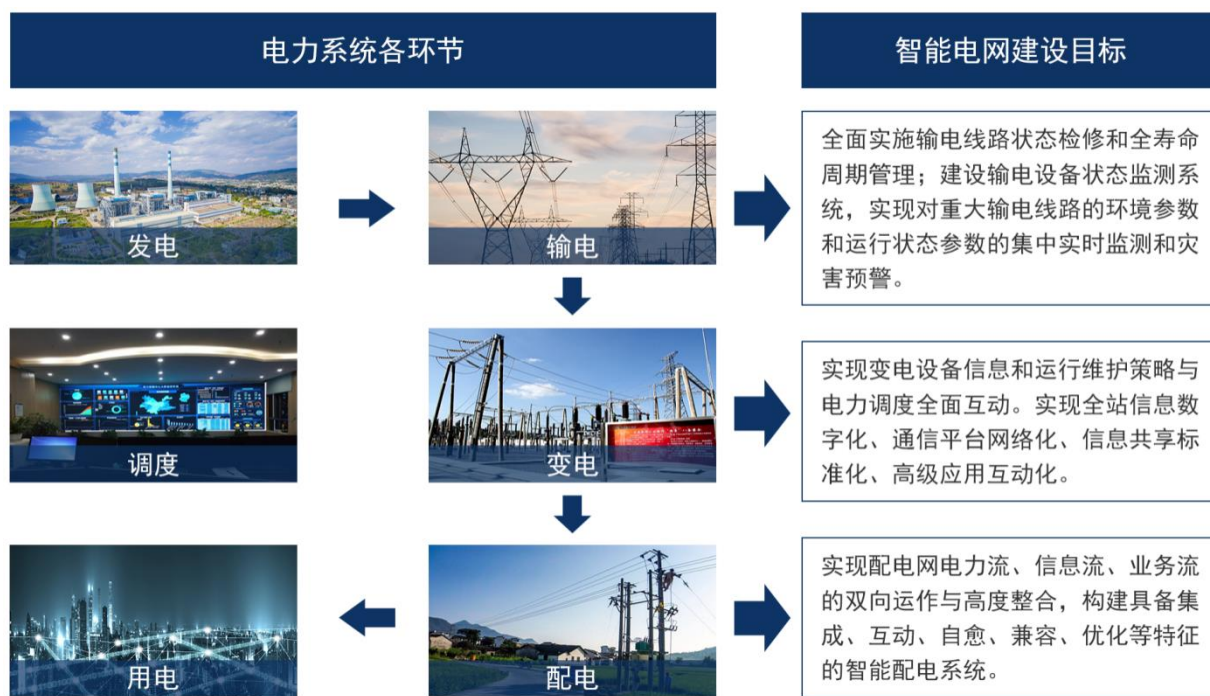 电力系统各环节
智能电网建设目标
发电
输电
全面实施输电线路状态检修和全寿命
周期管理；建设输电设备状态监测系
统，实现对重大输电线路的环境参数
和运行状态参数的集中实时监测和灾
害预警。
调度
变电
实现变电设备信息和运行维护策略与
电力调度全面互动。实现全站信息数
字化、通信平台网络化、信息共享标
准化、高级应用互动化。
用电
配电
实现配电网电力流、信息流、业务流
的双向运作与高度整合，构建具备集
成、互动、自愈、兼容、优化等特征
的智能配电系统。